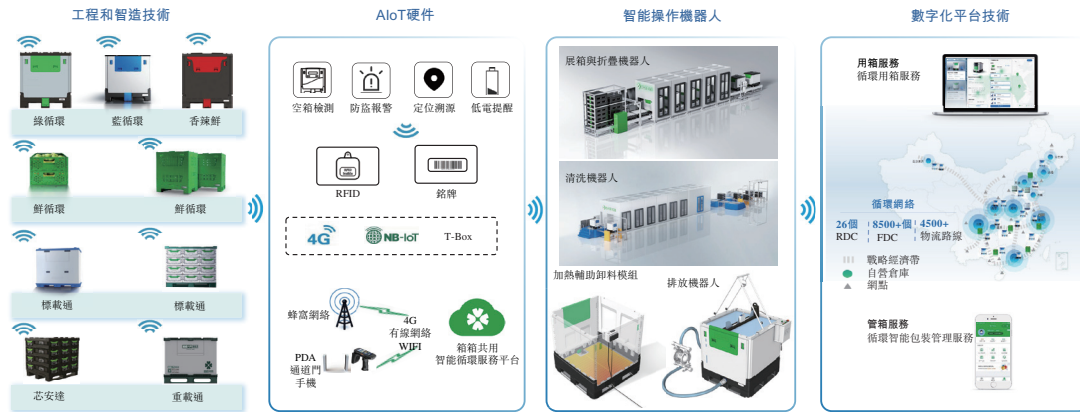 工程和智造技術
綠循環
藍循環
香辣鮮
鮮循環
鮮循環
標載通
標載通
芯安達
重載通
AIoT硬件
空箱檢測
防盜報警
定位溯源
低電提醒
RFID
銘牌
4G
NB-IoT
T-Box
蜂富網絡
4G
有線網絡
WIFI
PDA
通道門
手機
箱箱共用
智能循環服務平台
智能操作機器人
展箱與折疊機器人
清洗機器人
加熱輔助卸料模組
排放機器人
數字化平台技術
用箱服務
循環用箱服務
循環網絡
26個
RDC
8500+個
FDC
4500+
物流路線
戰略經濟帶
自營倉庫
網點
管箱服務
循環智能包裝管理服務